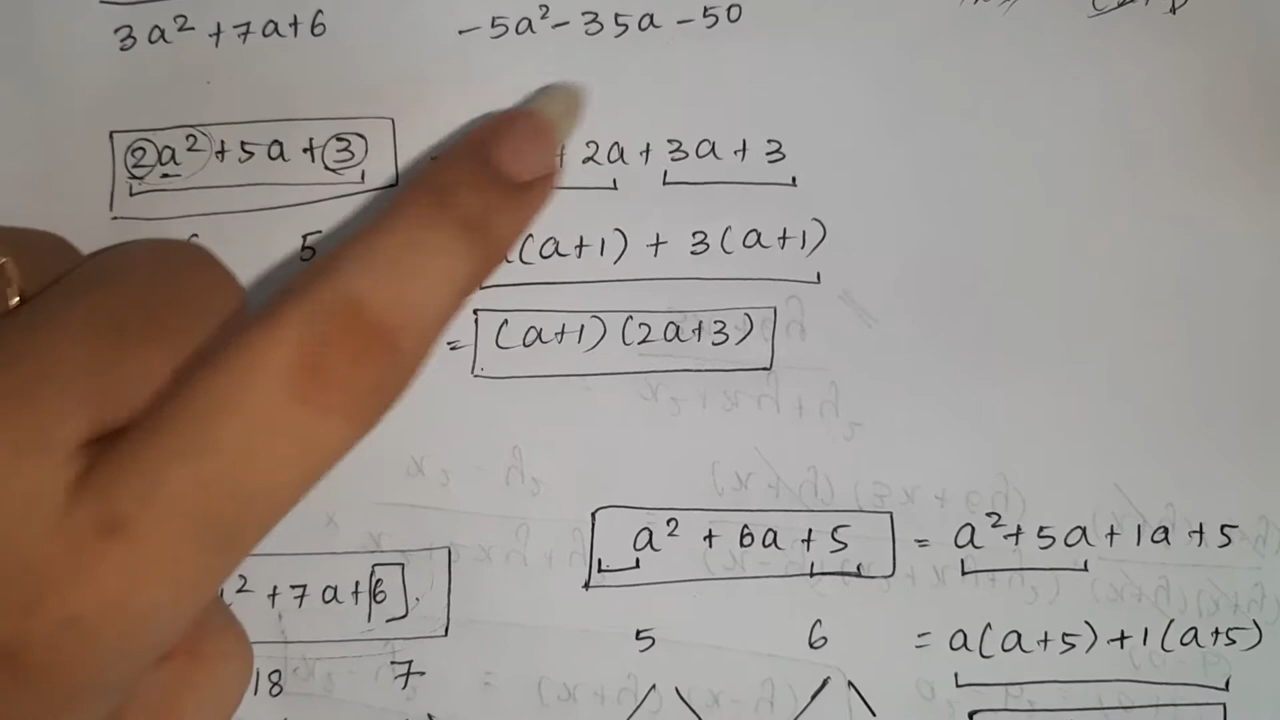 3a² + 7a + 6
-5a² - 35a - 50
2a² + 5a + 3
+ 2a + 3a + 3
5
(a+1) + 3(a+1)
= (a+1) (2a+3)
a² + 6a + 5 = a² + 5a + 1a + 5
² + 7a + 6
5 6 = a(a+5) + 1(a+5)
18 7